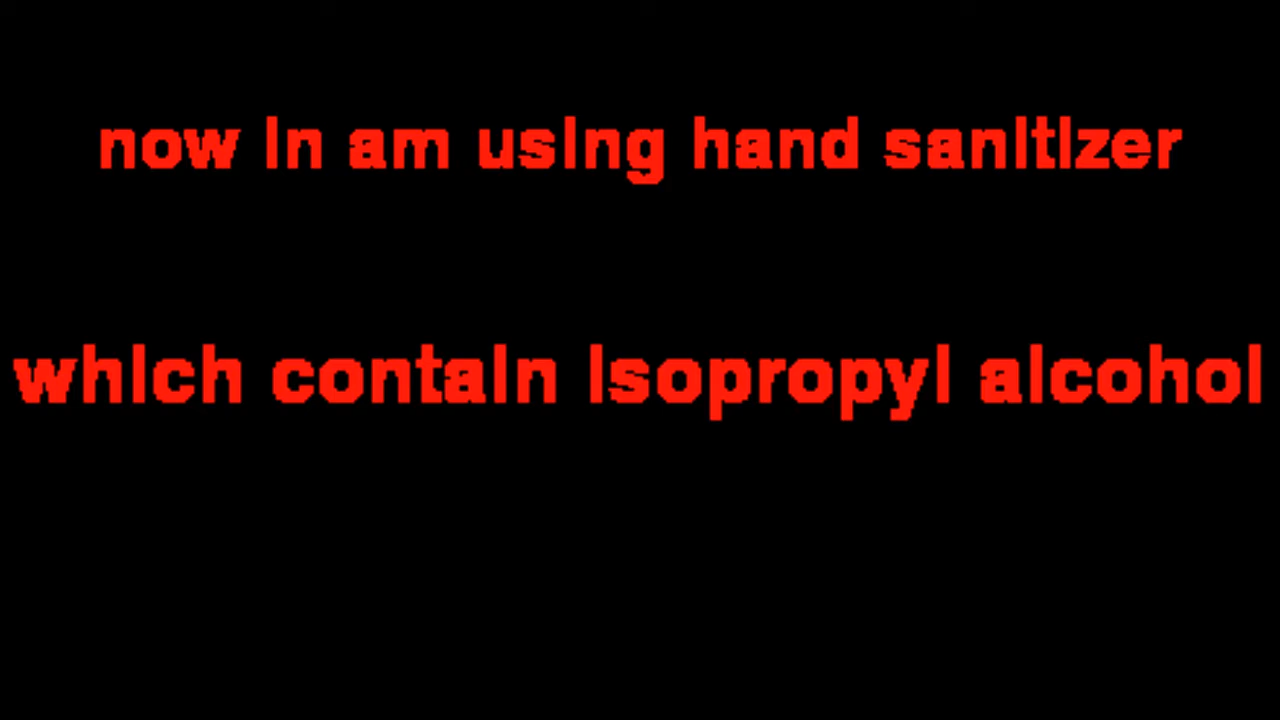 now in am using hand sanitizer
which contain isopropyl alcohol